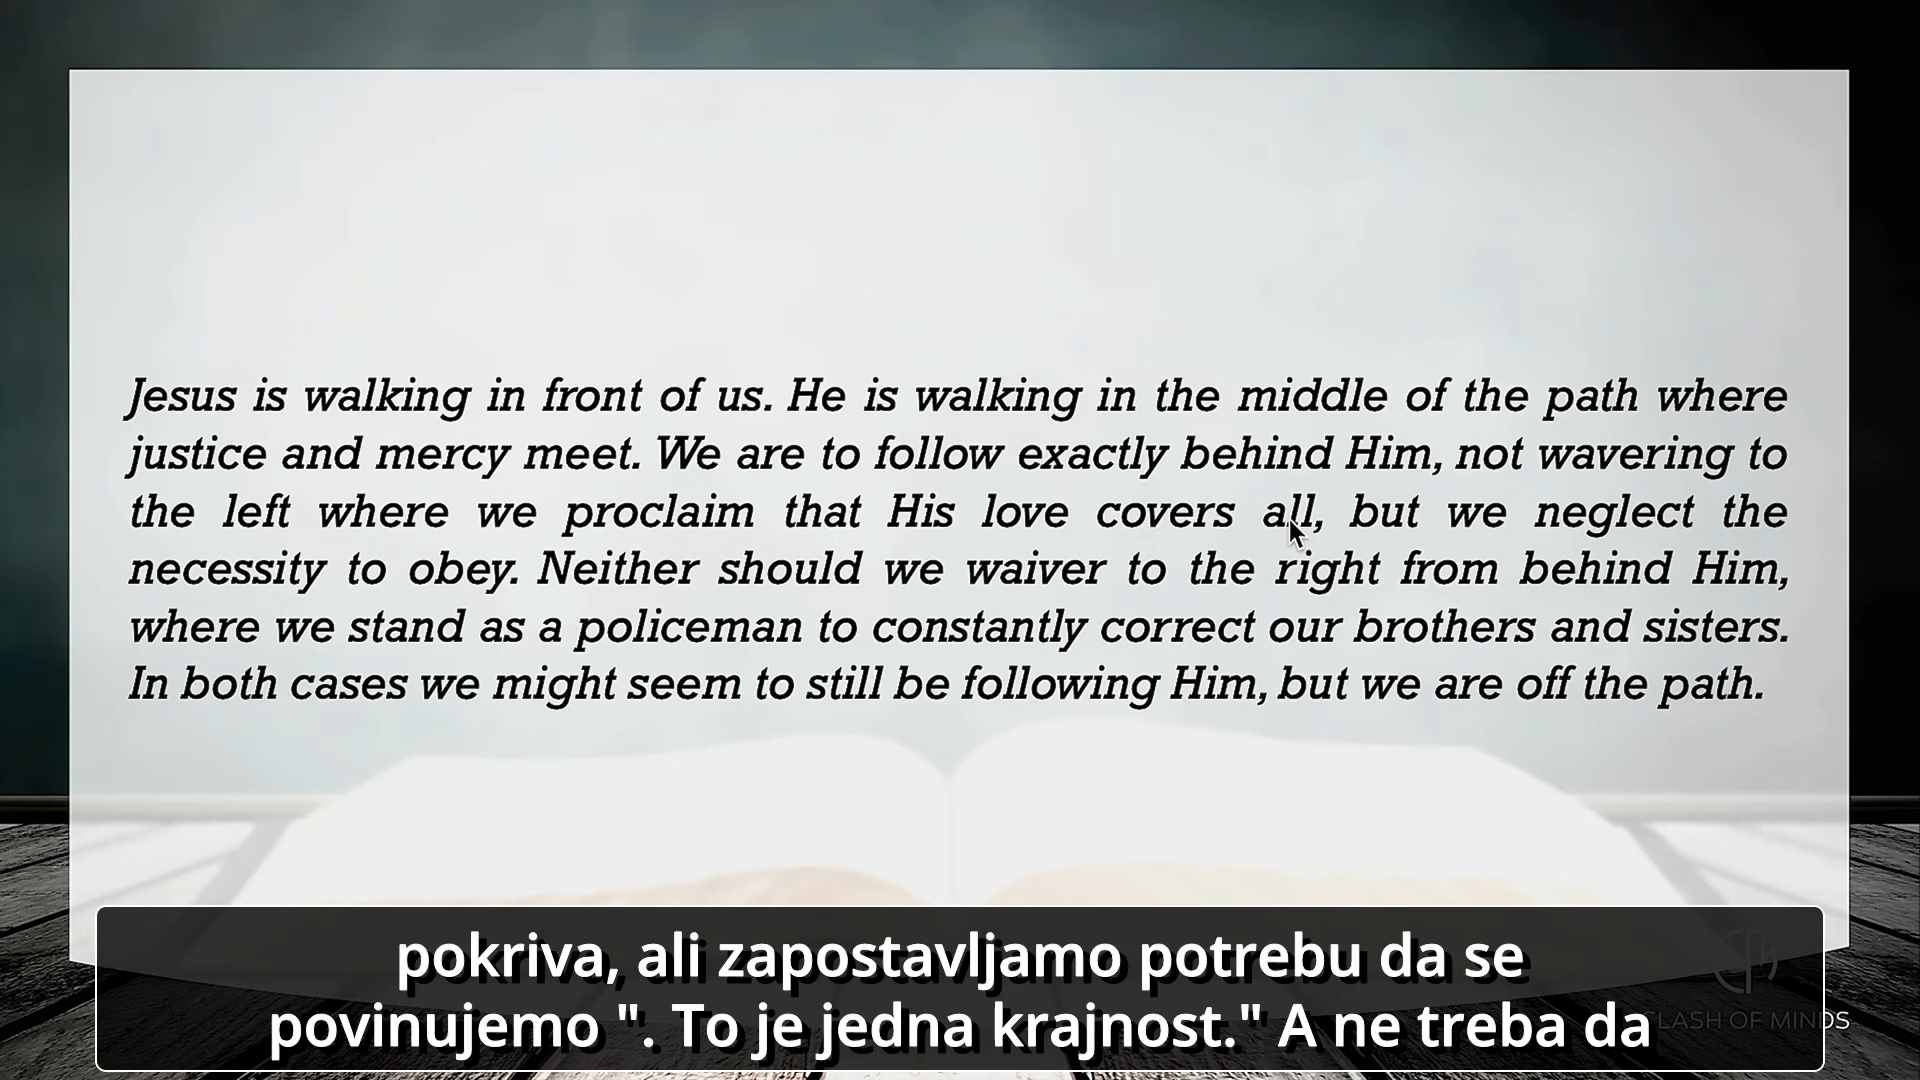 Jesus is walking in front of us. He is walking in the middle of the path where
justice and mercy meet. We are to follow exactly behind Him, not wavering to
the left where we proclaim that His love covers all, but we neglect the
necessity to obey. Neither should we waiver to the right from behind Him,
where we stand as a policeman to constantly correct our brothers and sisters.
In both cases we might seem to still be following Him, but we are off the path.
pokriva, ali zapostavljamo potrebu da se
povinujemo ". To je jedna krajnost." A ne treba da
CLASH OF MINDS